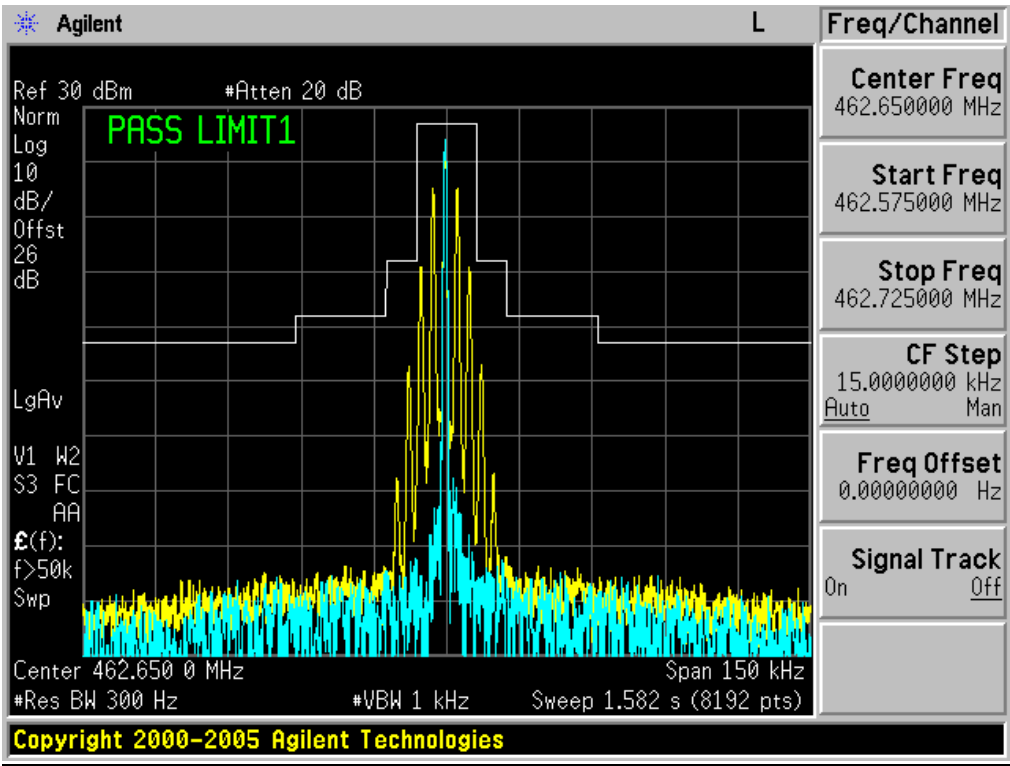 Agilent
L
Freq/Channel
Ref 30 dBm #Atten 20 dB
Norm
Log
10
dB/
Offst
26
dB
LgAv
V1 W2
S3 FC
AA
£(f):
f>50k
Swp
PASS LIMIT1
Center 462.650 0 MHz Span 150 kHz
#Res BW 300 Hz #VBW 1 kHz Sweep 1.582 s (8192 pts)
Copyright 2000-2005 Agilent Technologies
Center Freq
462.650000 MHz
Start Freq
462.575000 MHz
Stop Freq
462.725000 MHz
CF Step
15.0000000 kHz
Auto Man
Freq Offset
0.00000000 Hz
Signal Track
On Off